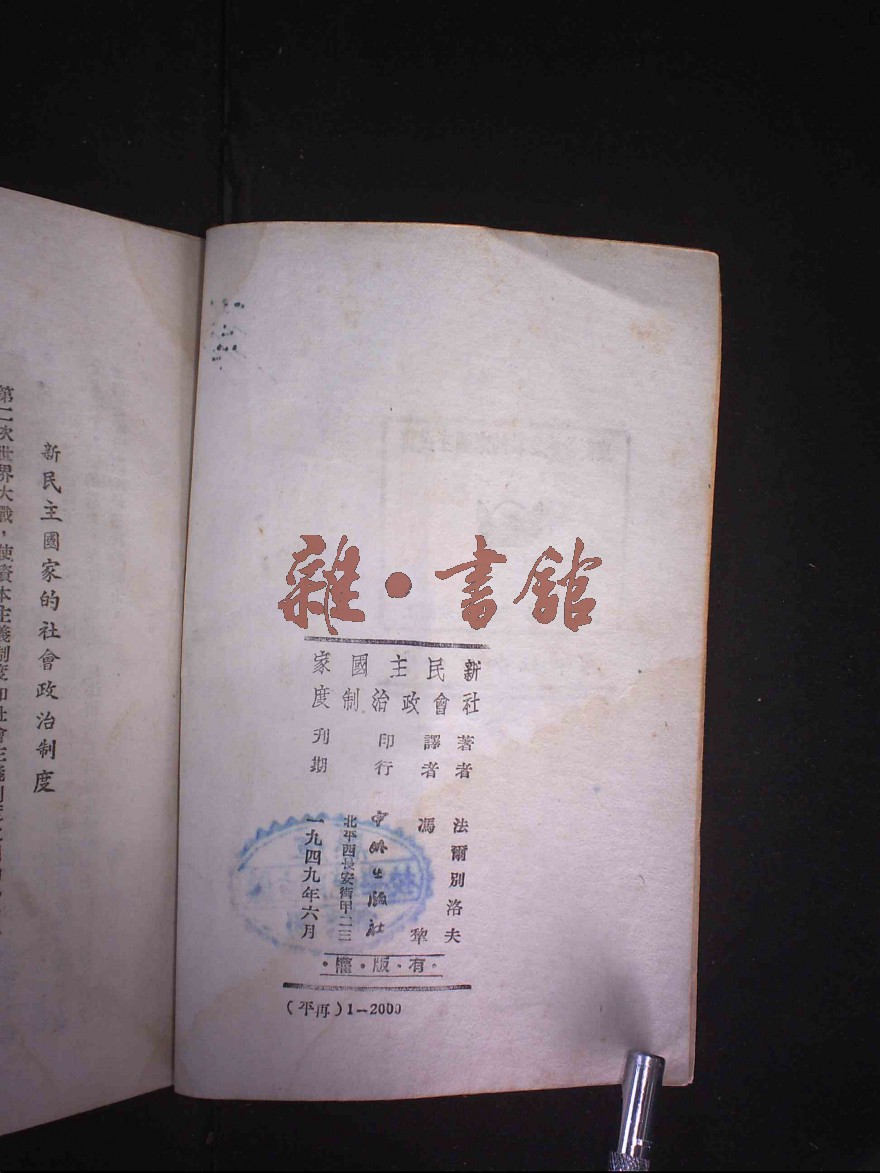 雜·書館
新民主國家
社會政治制度
著者 法爾別洛夫
譯者 馮犂
印行 中外出版社
北平西長安街甲二三
刊期 一九四九年六月
·有·版·權·
(平再)1—2000
新民主國家的社會政治制度
第二次世界大戰，使資本主義制度和社會主義制度